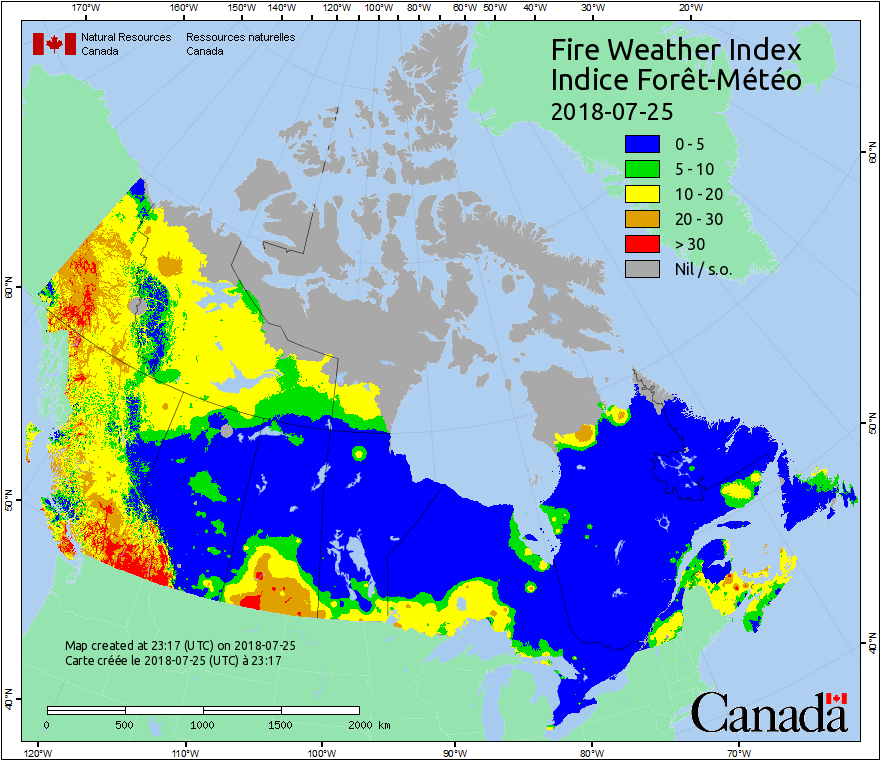 170°W 160°W 150°W 140°W 120°W 100°W 80°W 60°W 50°W 40°W 30°W 20°W
Natural Resources Ressources naturelles
Canada Canada
Fire Weather Index
Indice Forêt-Météo
2018-07-25
0 - 5
5 - 10
10 - 20
20 - 30
> 30
Nil / s.o.
60°N
60°N
50°N
50°N
40°N
40°N
Map created at 23:17 (UTC) on 2018-07-25
Carte créée le 2018-07-25 (UTC) à 23:17
0 500 1000 1500 2000 km
Canada
120°W 110°W 100°W 90°W 80°W 70°W